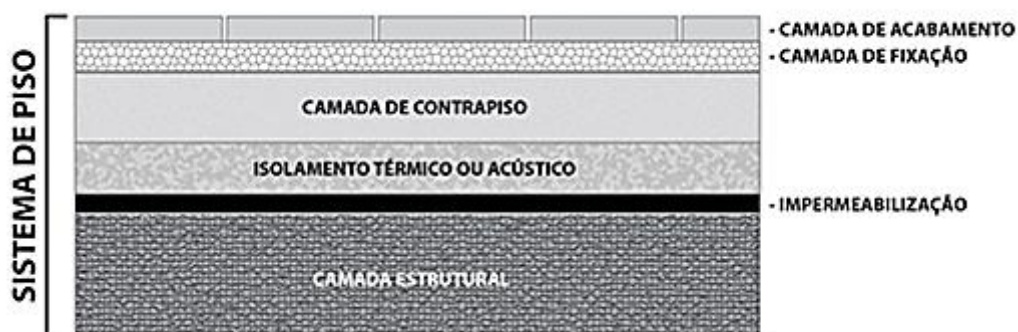 SISTEMA DE PISO
- CAMADA DE ACABAMENTO
- CAMADA DE FIXAÇÃO
CAMADA DE CONTRAPISO
ISOLAMENTO TÉRMICO OU ACÚSTICO
- IMPERMEABILIZAÇÃO
CAMADA ESTRUTURAL